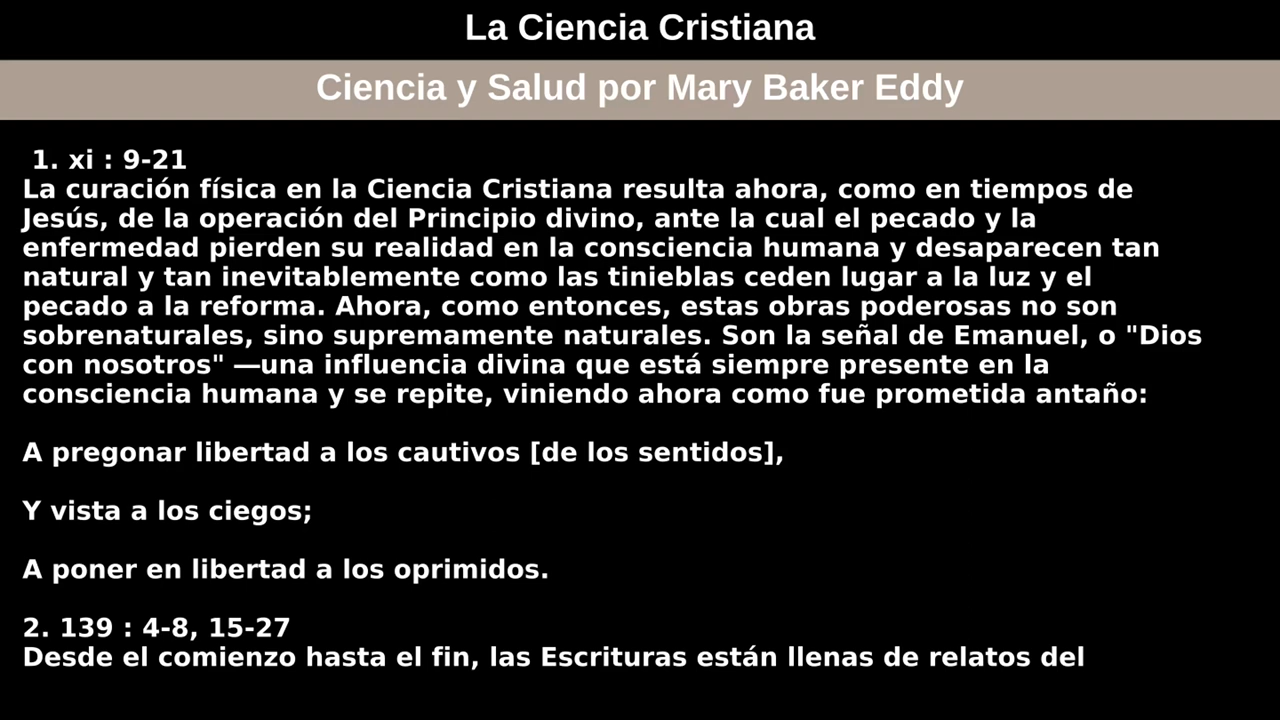 La Ciencia Cristiana
Ciencia y Salud por Mary Baker Eddy
1. xi : 9-21
La curación física en la Ciencia Cristiana resulta ahora, como en tiempos de
Jesús, de la operación del Principio divino, ante la cual el pecado y la
enfermedad pierden su realidad en la consciencia humana y desaparecen tan
natural y tan inevitablemente como las tinieblas ceden lugar a la luz y el
pecado a la reforma. Ahora, como entonces, estas obras poderosas no son
sobrenaturales, sino supremamente naturales. Son la señal de Emanuel, o "Dios
con nosotros" —una influencia divina que está siempre presente en la
consciencia humana y se repite, viniendo ahora como fue prometida antaño:
A pregonar libertad a los cautivos [de los sentidos],
Y vista a los ciegos;
A poner en libertad a los oprimidos.
2. 139 : 4-8, 15-27
Desde el comienzo hasta el fin, las Escrituras están llenas de relatos del